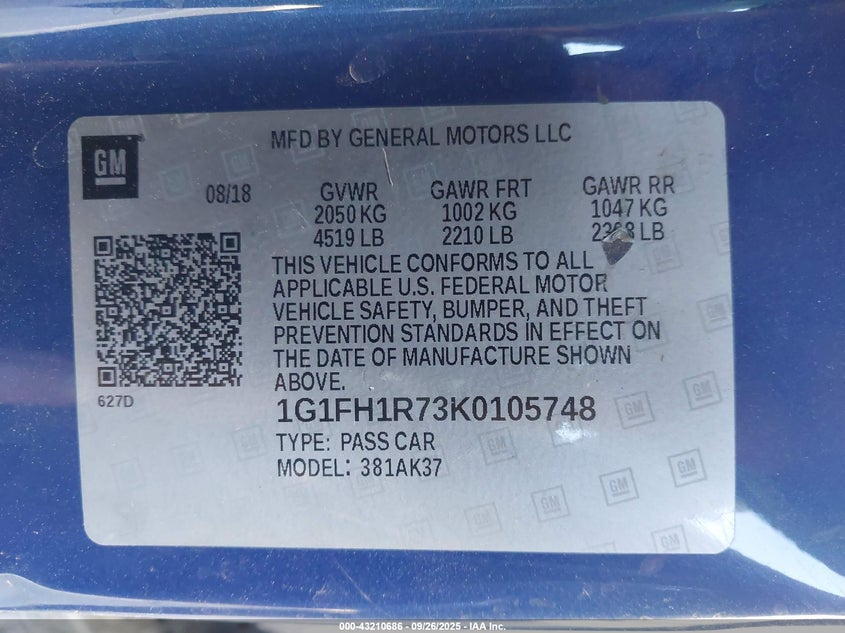 MFD BY GENERAL MOTORS LLC
GM
08/18 GVWR GAWR FRT GAWR RR
2050 KG 1002 KG 1047 KG
4519 LB 2210 LB LB
THIS VEHICLE CONFORMS TO ALL
APPLICABLE U.S. FEDERAL MOTOR
VEHICLE SAFETY, BUMPER, AND THEFT
PREVENTION STANDARDS IN EFFECT ON
THE DATE OF MANUFACTURE SHOWN
ABOVE.
627D
1G1FH1R73K0105748
TYPE: PASS CAR
MODEL: 381AK37
000-43210686 - 09/26/2025 - IAA Inc.